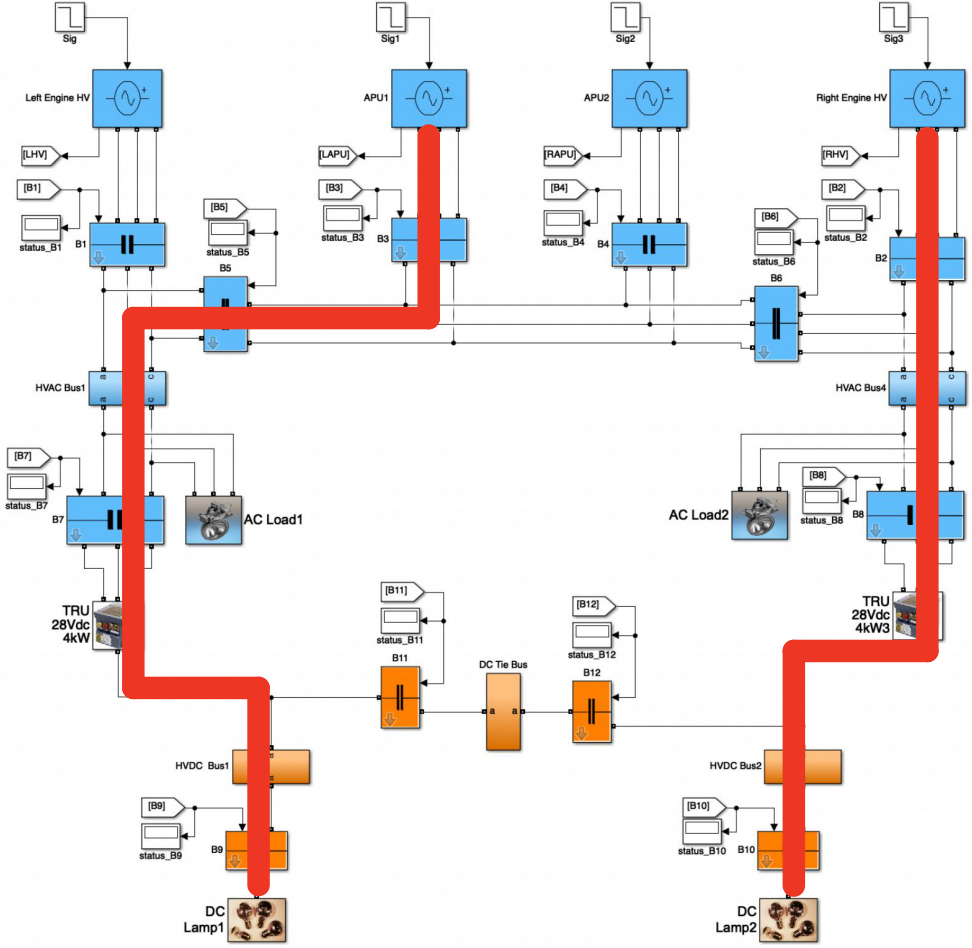 Sig
Sig1
Sig2
Sig3
Left Engine HV
APU1
APU2
Right Engine HV
+
+
+
+
[LHV]
[LAPU]
[RAPU]
[RHV]
[B1]
[B3]
[B4]
[B2]
[B5]
[B6]
status_B1
B1
status_B5
status_B3
B3
status_B4
B4
status_B6
status_B2
B2
B5
B6
HVAC Bus1
a
c
a
c
HVAC Bus4
a
c
a
c
[B7]
status_B7
B7
AC Load1
AC Load2
[B8]
status_B8
B8
TRU
28Vdc
4kW
[B11]
status_B11
[B12]
status_B12
TRU
28Vdc
4kW3
B11
DC Tie Bus
B12
a
a
HVDC Bus1
a
HVDC Bus2
[B9]
status_B9
B9
[B10]
status_B10
B10
DC
Lamp1
DC
Lamp2